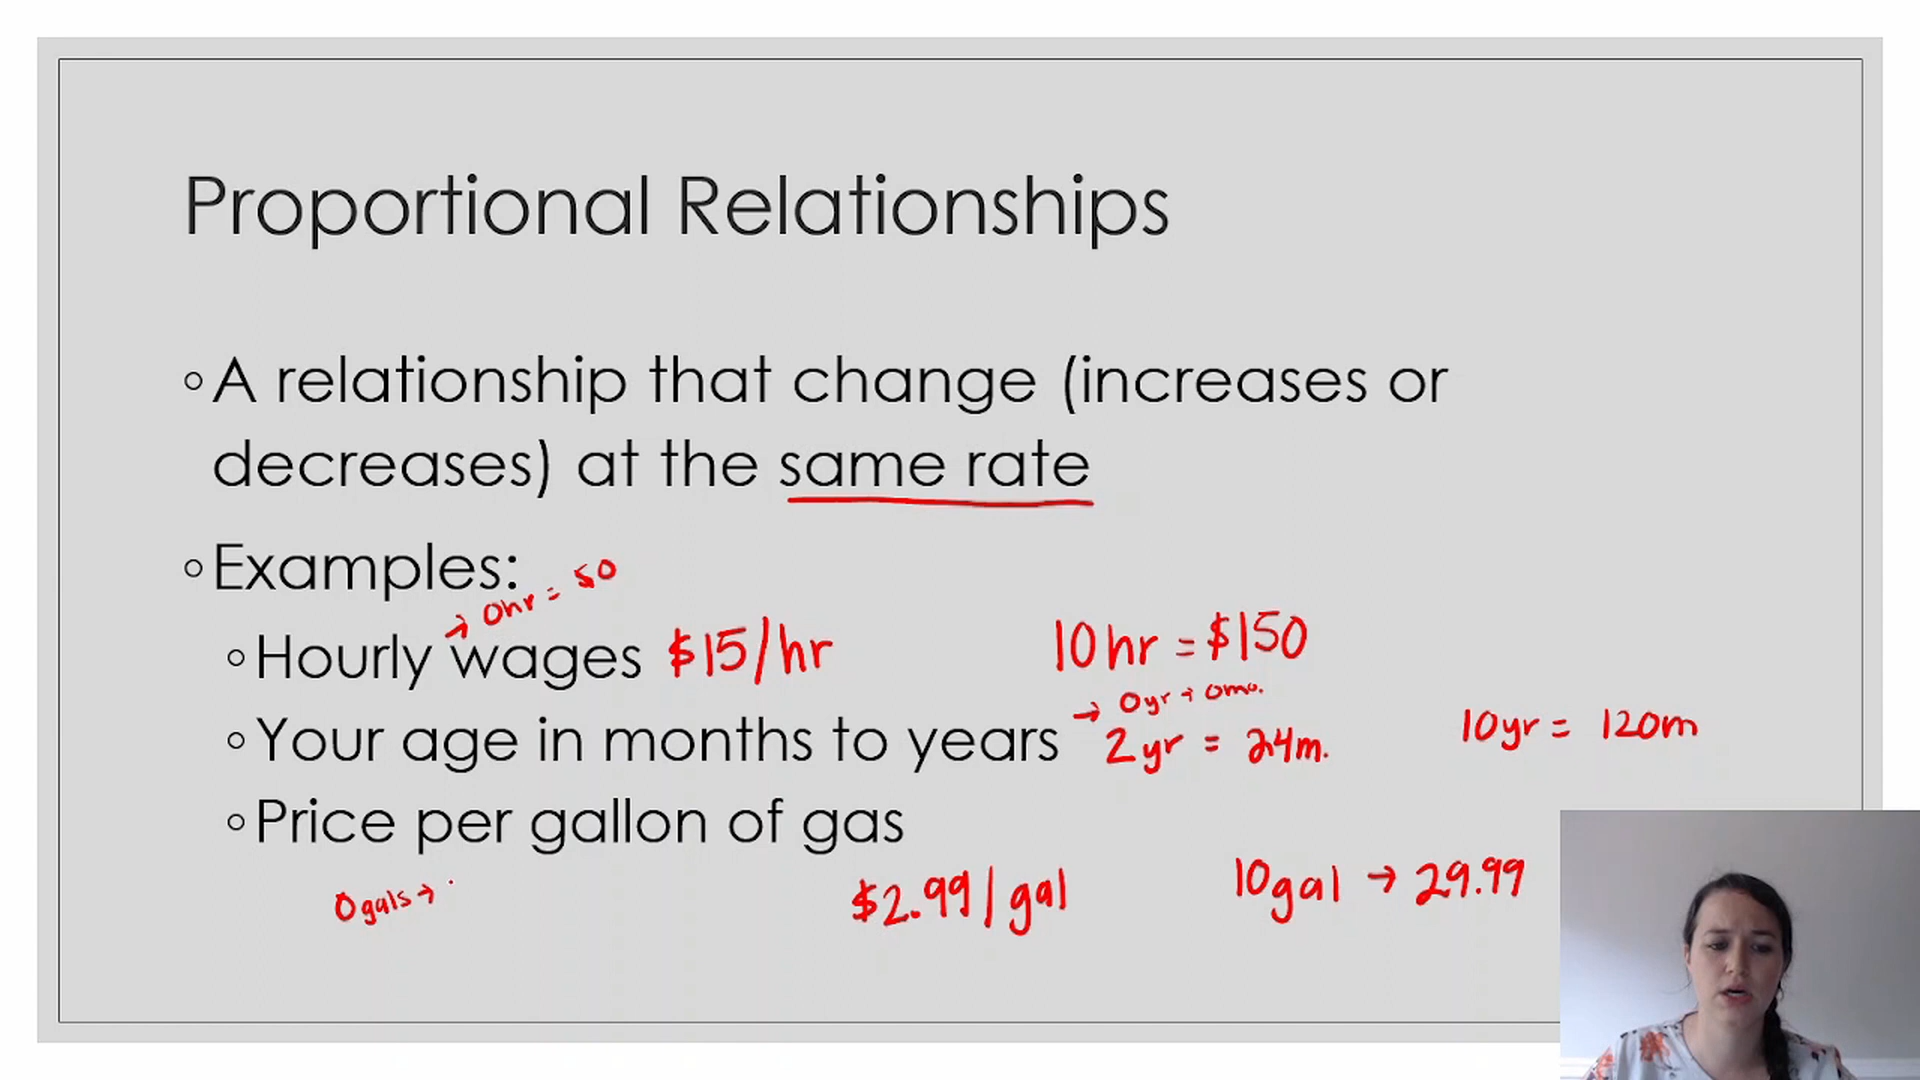 Proportional Relationships
◦ A relationship that change (increases or
decreases) at the same rate
◦ Examples:
→ 0hr = $0
◦ Hourly wages $15/hr 10hr = $150
→ 0yr → 0mo.
◦ Your age in months to years 2yr = 24m. 10yr = 120m
◦ Price per gallon of gas
0gals → $2.99/gal 10gal → 29.99